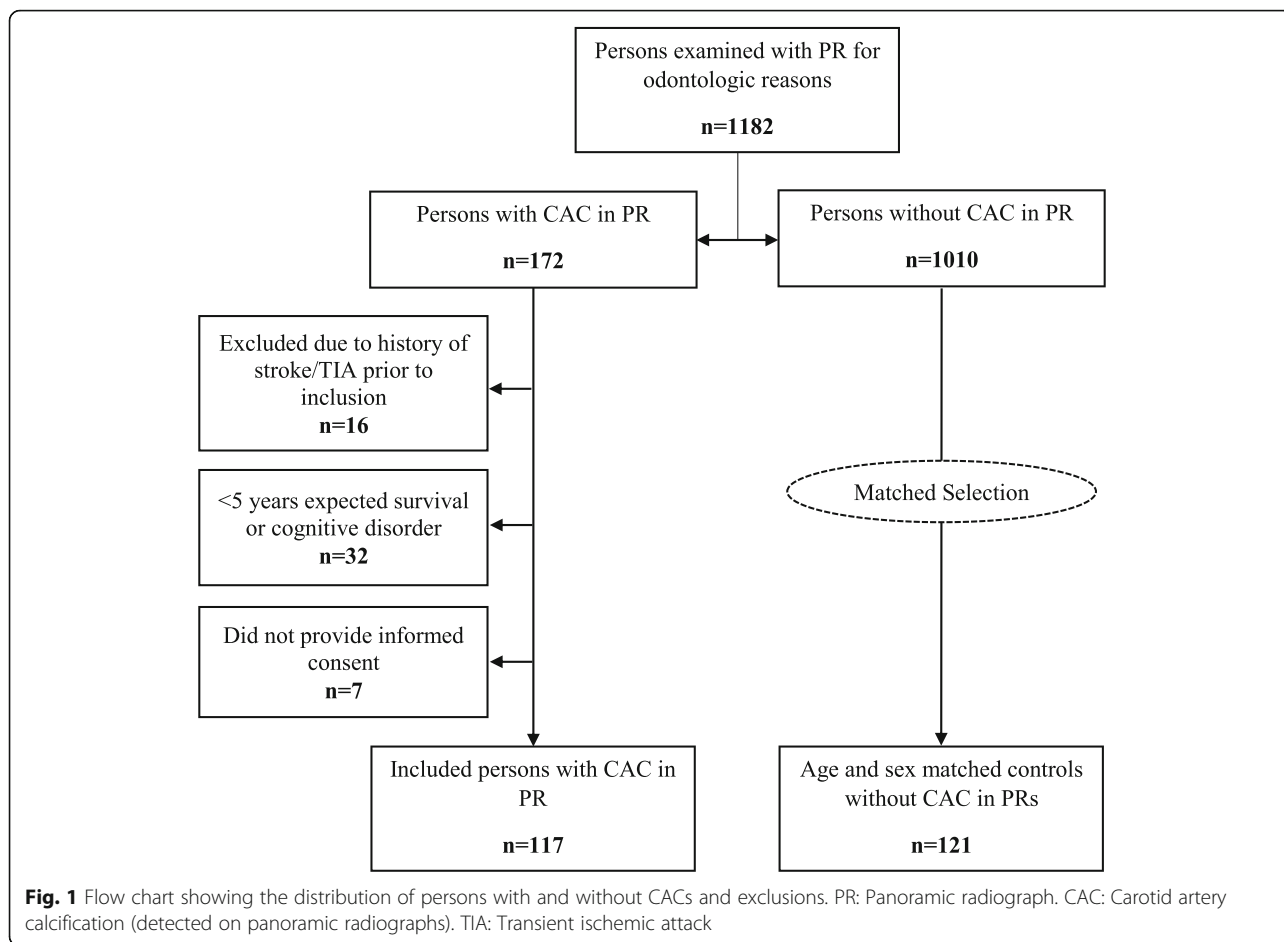 Persons examined with PR for
odontologic reasons
n=1182
Persons with CAC in PR
n=172
Persons without CAC in PR
n=1010
Excluded due to history of
stroke/TIA prior to
inclusion
n=16
<5 years expected survival
or cognitive disorder
n=32
Matched Selection
Did not provide informed
consent
n=7
Included persons with CAC in
PR
n=117
Age and sex matched controls
without CAC in PRs
n=121
Fig. 1 Flow chart showing the distribution of persons with and without CACs and exclusions. PR: Panoramic radiograph. CAC: Carotid artery
calcification (detected on panoramic radiographs). TIA: Transient ischemic attack